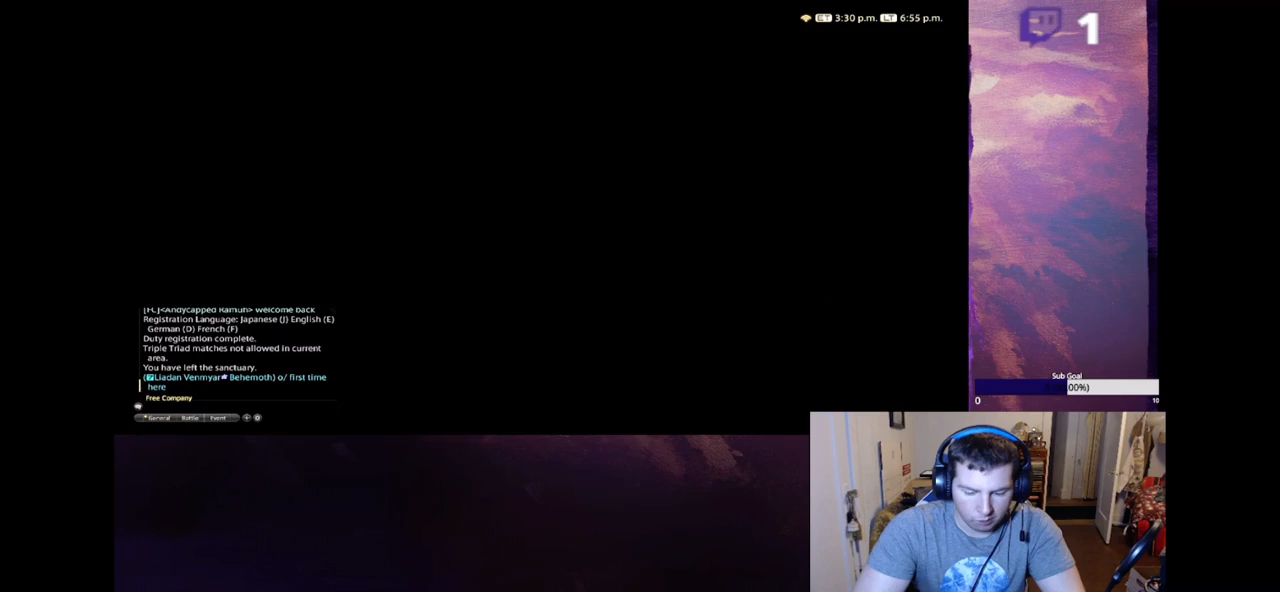 ET 3:30 p.m. LT 6:55 p.m.
1
[FC]<Andycapped Ramuh> welcome back
Registration Language: Japanese (J) English (E)
German (D) French (F)
Duty registration complete.
Triple Triad matches not allowed in current
area.
You have left the sanctuary.
Liadan Venmyar Behemoth) o/ first time
here
Free Company
General Battle Event
Sub Goal
00%)
0 10